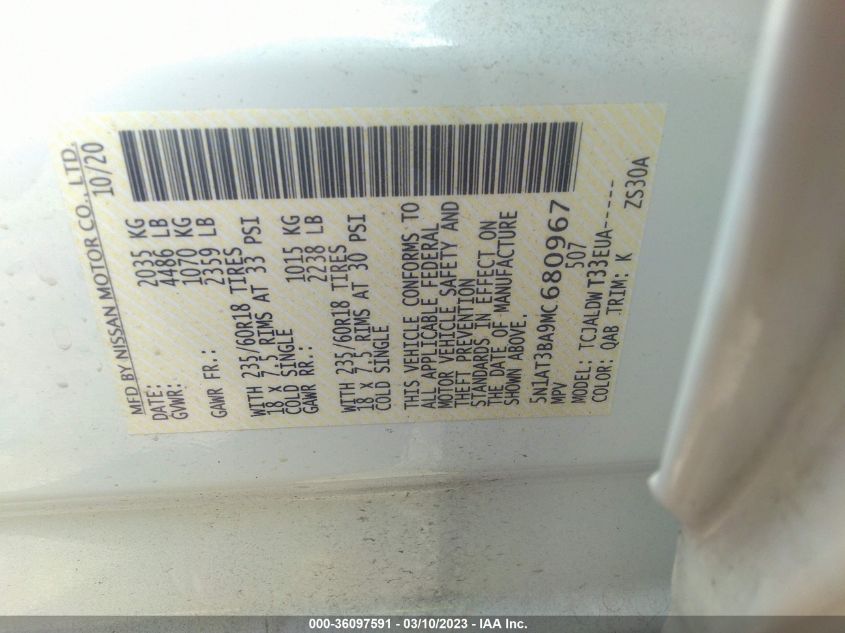 MFD BY NISSAN MOTOR CO., LTD.
DATE: 10/20
GVWR: 2035 KG
4486 LB
GAWR FR.: 1070 KG
2359 LB
WITH 235/60R18 TIRES
18 X 7.5 RIMS AT 33 PSI
COLD SINGLE
GAWR RR.: 1015 KG
2238 LB
WITH 235/60R18 TIRES
18 X 7.5 RIMS AT 30 PSI
COLD SINGLE
THIS VEHICLE CONFORMS TO
ALL APPLICABLE FEDERAL
MOTOR VEHICLE SAFETY AND
THEFT PREVENTION
STANDARDS IN EFFECT ON
THE DATE OF MANUFACTURE
SHOWN ABOVE.
5N1AT3BA9MC680967
MPV 507
MODEL: TCJALDWT33EUA-----
COLOR: QAB TRIM: K ZS30A
000-36097591 - 03/10/2023 - IAA Inc.